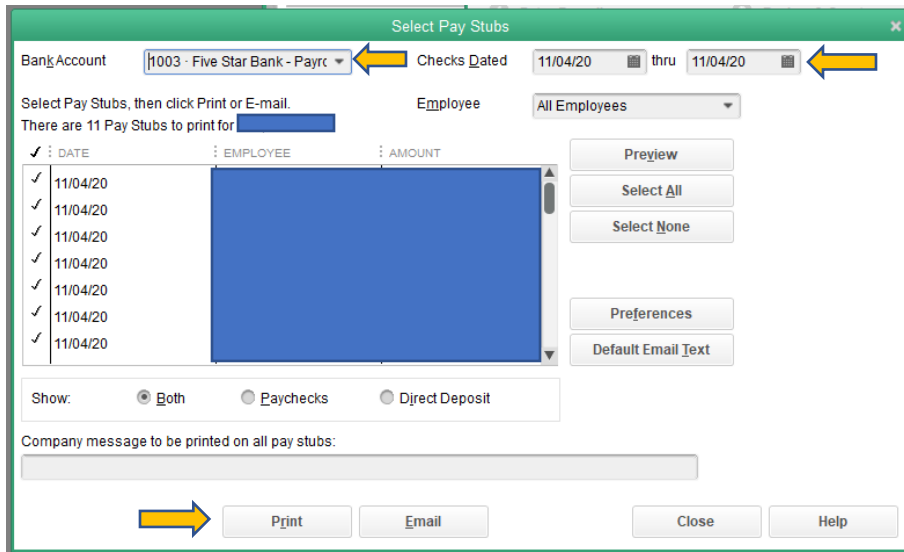 Select Pay Stubs
Bank Account 1003 · Five Star Bank - Payrc Checks Dated 11/04/20 thru 11/04/20
Select Pay Stubs, then click Print or E-mail. Employee All Employees
There are 11 Pay Stubs to print for
✓ DATE EMPLOYEE AMOUNT Preview
✓ 11/04/20
✓ 11/04/20 Select All
✓ 11/04/20 Select None
✓ 11/04/20
✓ 11/04/20
✓ 11/04/20 Preferences
✓ 11/04/20 Default Email Text
Show: Both Paychecks Direct Deposit
Company message to be printed on all pay stubs:
Print Email Close Help